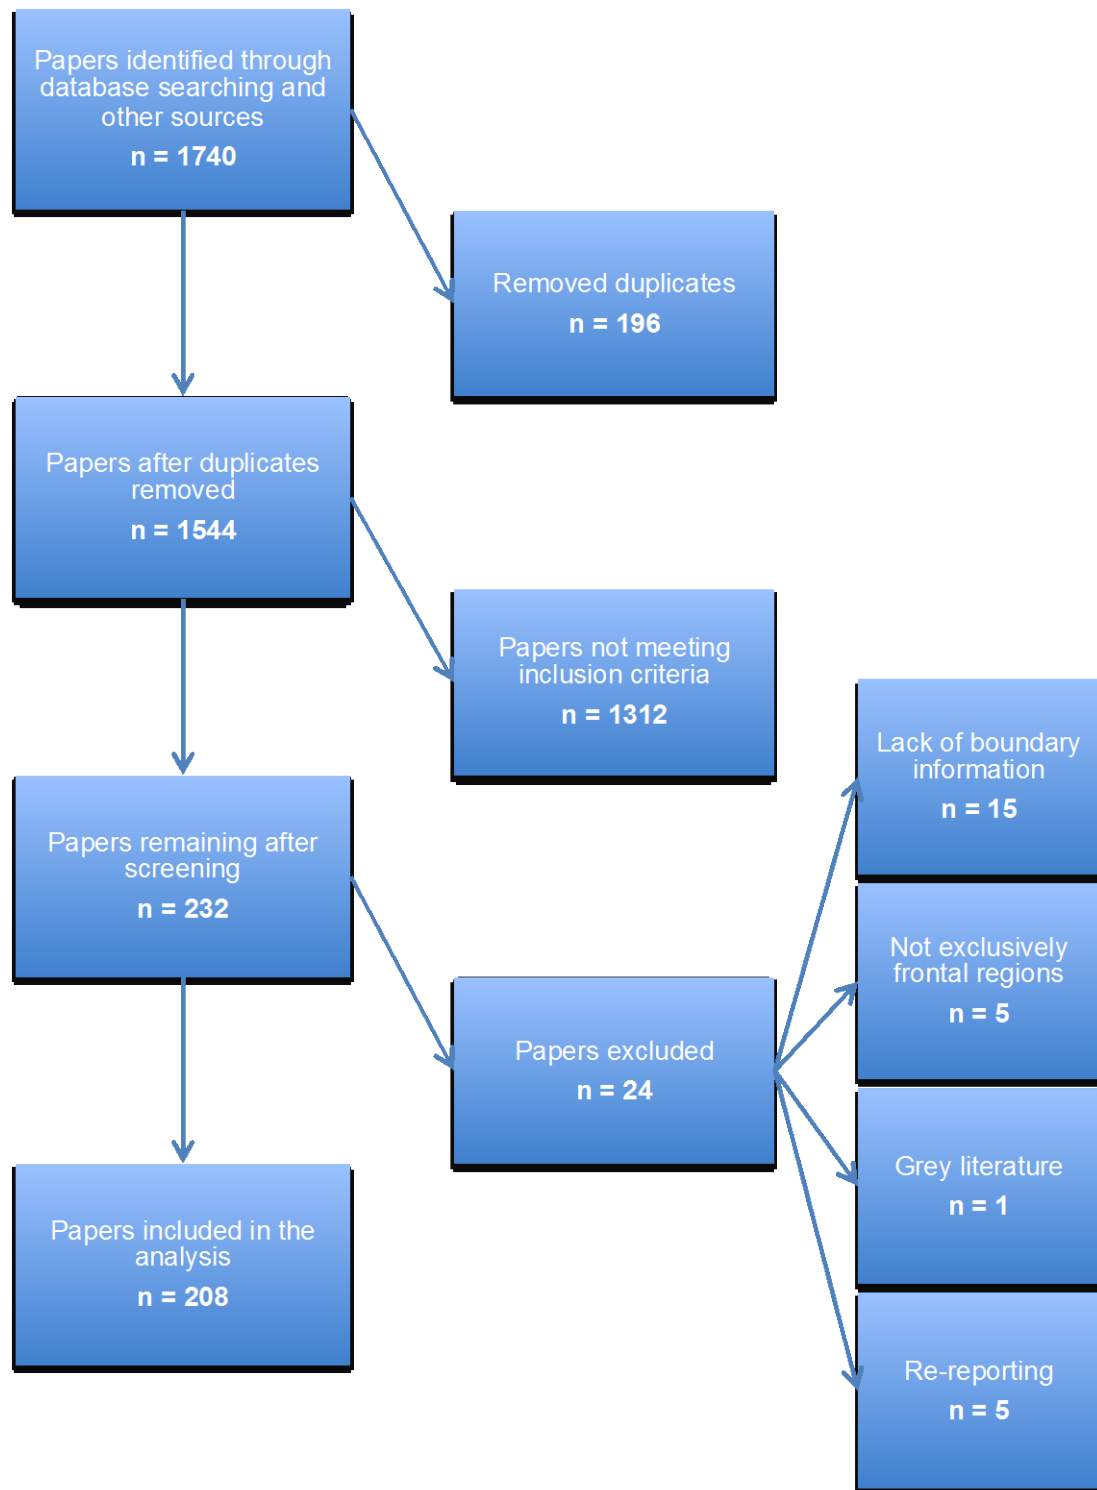 Papers identified through
database searching and
other sources
n = 1740
Removed duplicates
n = 196
Papers after duplicates
removed
n = 1544
Papers not meeting
inclusion criteria
n = 1312
Papers remaining after
screening
n = 232
Papers excluded
n = 24
Lack of boundary
information
n = 15
Not exclusively
frontal regions
n = 5
Grey literature
n = 1
Re-reporting
n = 5
Papers included in the
analysis
n = 208